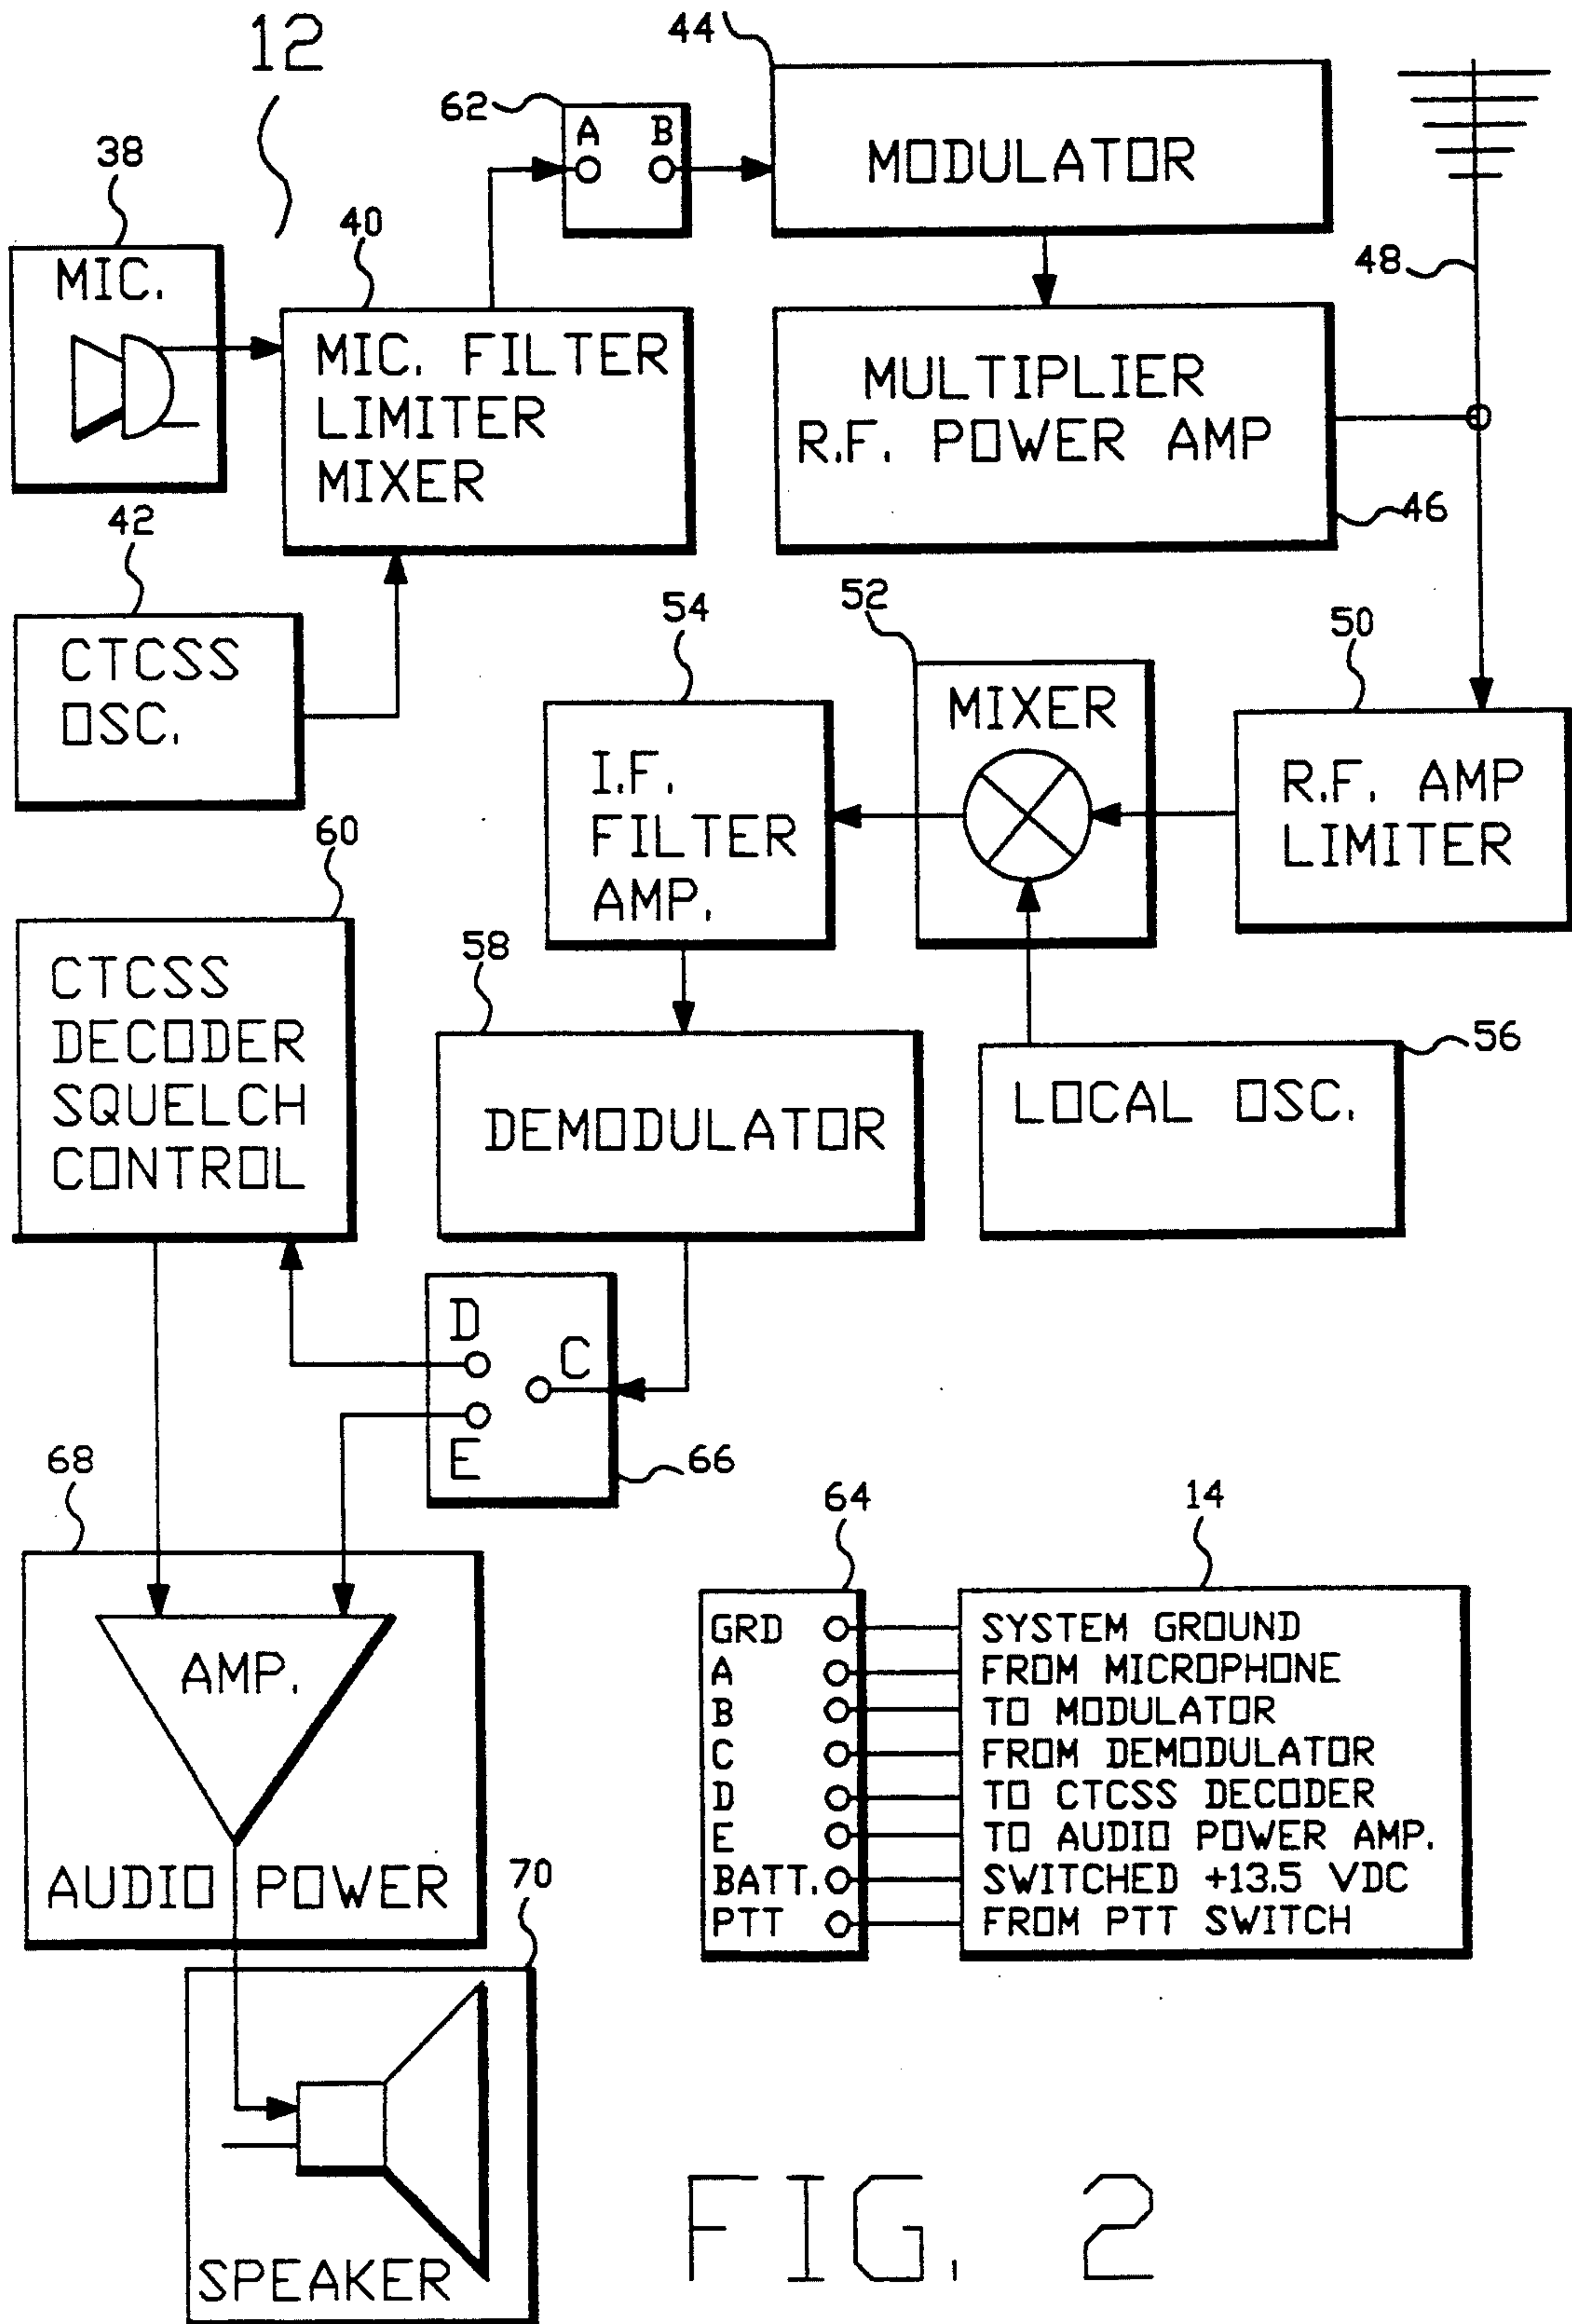 12
44
62
A B
MODULATOR
38
MIC.
40
MIC. FILTER
LIMITER
MIXER
48
MULTIPLIER
R.F. POWER AMP
46
42
CTCSS
OSC.
54
I.F.
FILTER
AMP.
52
MIXER
50
R.F. AMP
LIMITER
60
CTCSS
DECODER
SQUELCH
CONTROL
58
DEMODULATOR
56
LOCAL OSC.
D
C
E
66
68
AMP.
AUDIO POWER
64
14
GRD SYSTEM GROUND
A FROM MICROPHONE
B TO MODULATOR
C FROM DEMODULATOR
D TO CTCSS DECODER
E TO AUDIO POWER AMP.
BATT. SWITCHED +13.5 VDC
PTT FROM PTT SWITCH
70
SPEAKER
FIG. 2